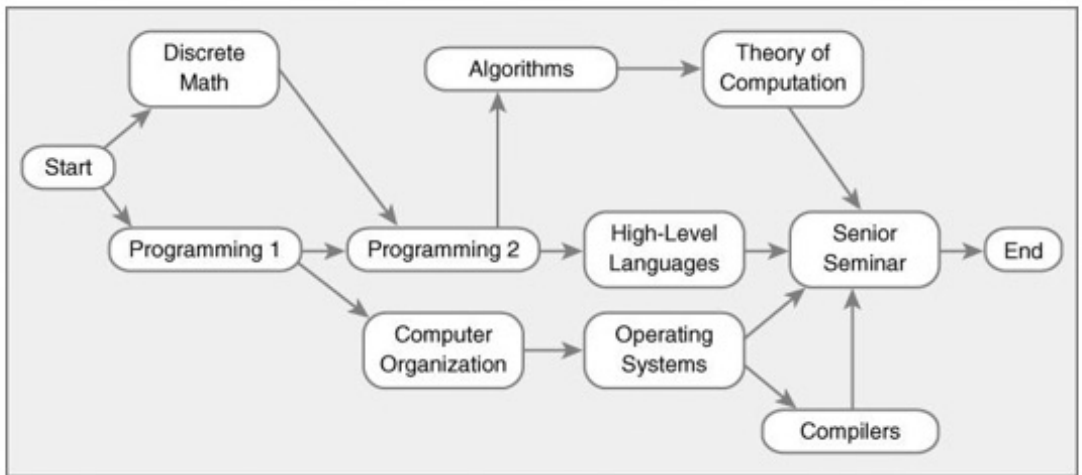 Discrete
Math
Algorithms
Theory of
Computation
Start
Programming 1
Programming 2
High-Level
Languages
Senior
Seminar
End
Computer
Organization
Operating
Systems
Compilers